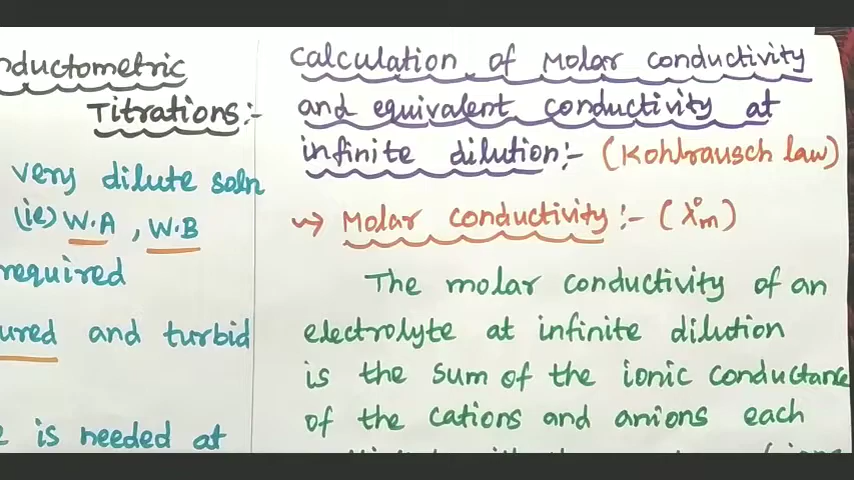 nductometric
Titrations:-
very dilute soln
(ie) W.A , W.B
required
ured and turbid
e is needed at
calculation of Molar conductivity
and equivalent conductivity at
infinite dilution:- (Kohlrausch law)
Molar conductivity:- (λ°m)
The molar conductivity of an
electrolyte at infinite dilution
is the sum of the ionic conductance
of the cations and anions each